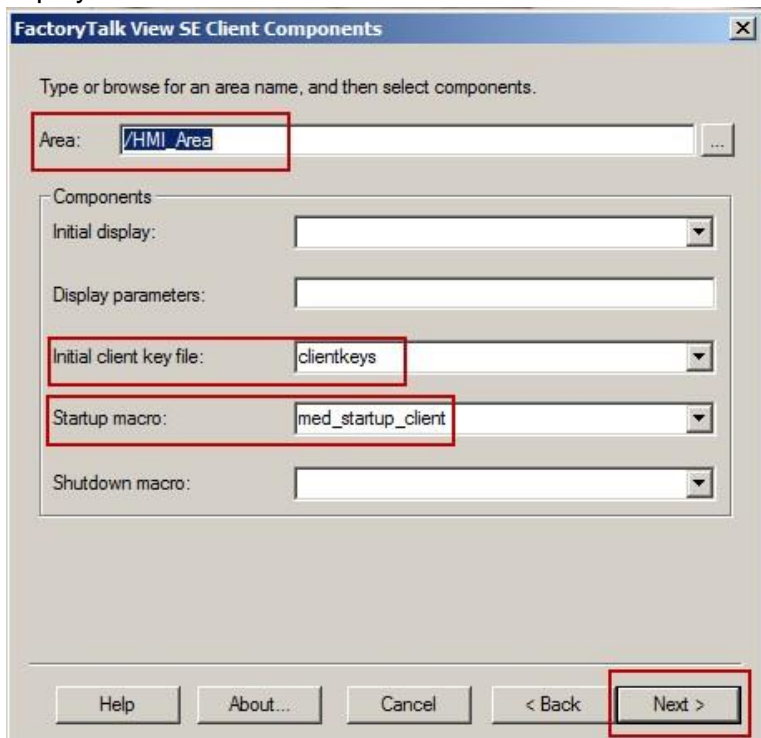 FactoryTalk View SE Client Components
Type or browse for an area name, and then select components.
Area: /HMI_Area ...
Components
Initial display:
Display parameters:
Initial client key file: clientkeys
Startup macro: med_startup_client
Shutdown macro:
Help About... Cancel < Back Next >